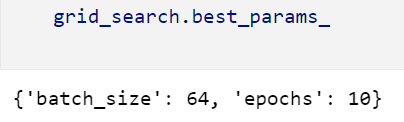 grid_search.best_params_
{'batch_size': 64, 'epochs': 10}